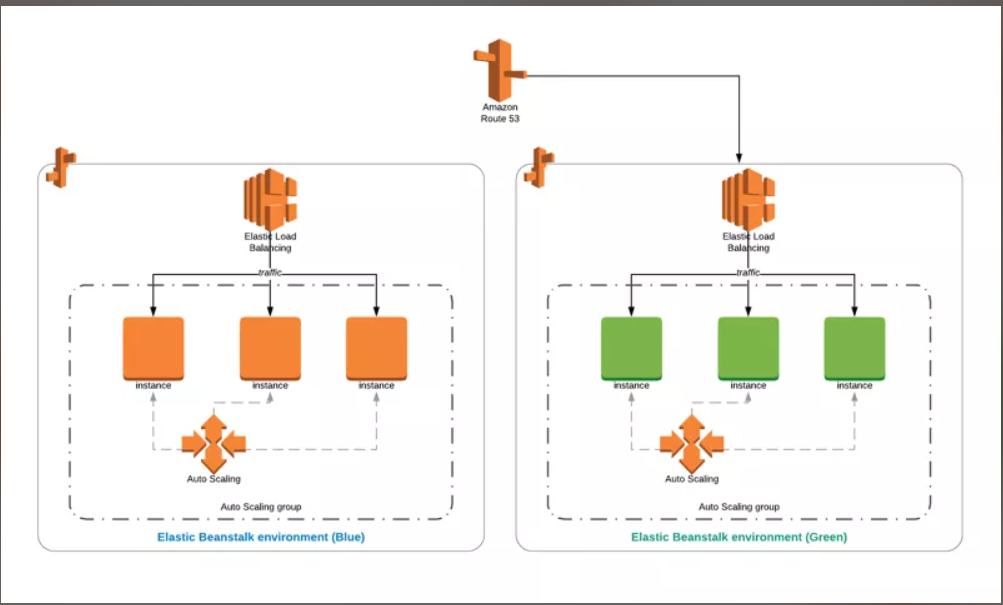 Amazon
Route 53
Elastic Load
Balancing
traffic
instance
instance
instance
Auto Scaling
Auto Scaling group
Elastic Beanstalk environment (Blue)
Elastic Load
Balancing
traffic
instance
instance
instance
Auto Scaling
Auto Scaling group
Elastic Beanstalk environment (Green)